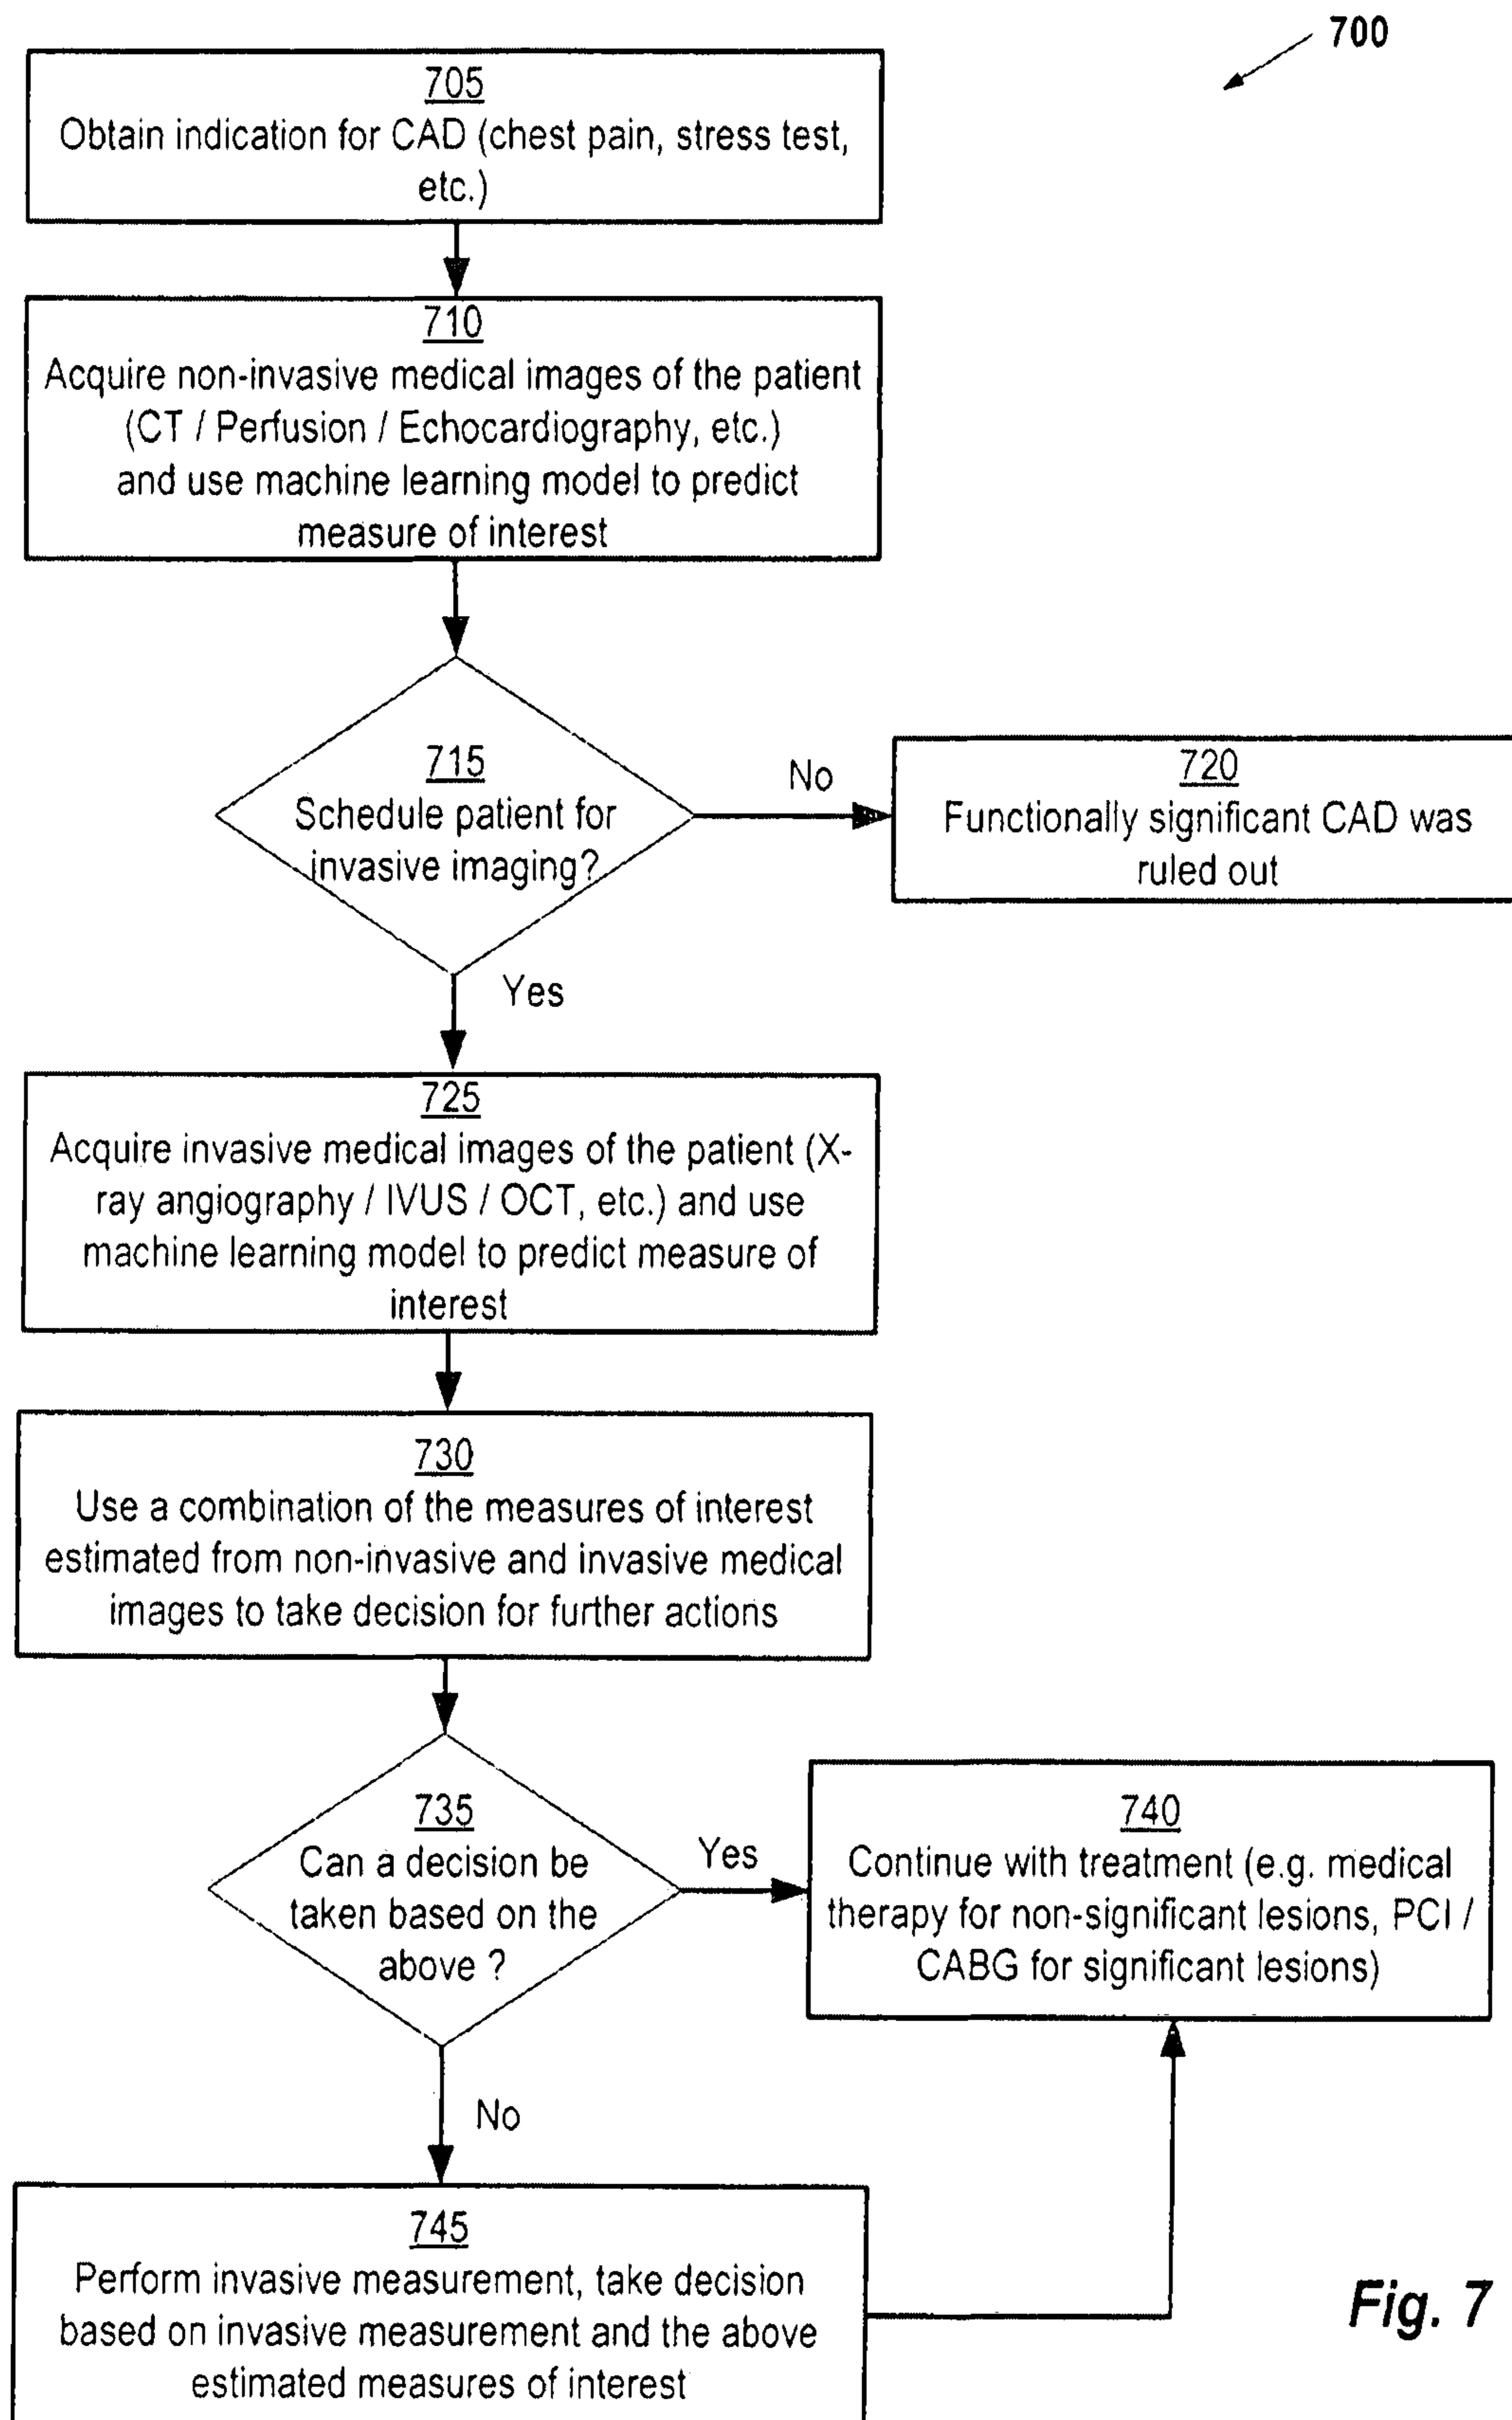 700
705
Obtain indication for CAD (chest pain, stress test,
etc.)
710
Acquire non-invasive medical images of the patient
(CT / Perfusion / Echocardiography, etc.)
and use machine learning model to predict
measure of interest
715
Schedule patient for
invasive imaging?
No
720
Functionally significant CAD was
ruled out
Yes
725
Acquire invasive medical images of the patient (X-
ray angiography / IVUS / OCT, etc.) and use
machine learning model to predict measure of
interest
730
Use a combination of the measures of interest
estimated from non-invasive and invasive medical
images to take decision for further actions
735
Can a decision be
taken based on the
above ?
Yes
740
Continue with treatment (e.g. medical
therapy for non-significant lesions, PCI /
CABG for significant lesions)
No
745
Perform invasive measurement, take decision
based on invasive measurement and the above
estimated measures of interest
Fig. 7